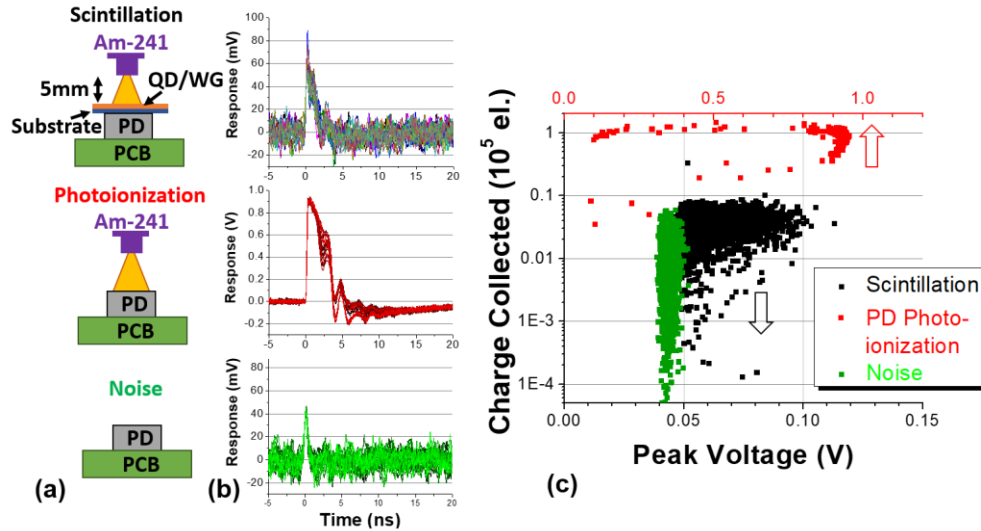 Scintillation
Am-241
5mm
QD/WG
Substrate
PD
PCB
Photoionization
Am-241
PD
PCB
Noise
PD
PCB
(a)
Response (mV)
80
60
40
20
0
-20
-5 0 5 10 15 20
Response (V)
1.0
0.8
0.6
0.4
0.2
0.0
-0.2
-5 0 5 10 15 20
Response (mV)
80
60
40
20
0
-20
-5 0 5 10 15 20
Time (ns)
(b)
0.0 0.5 1.0
Charge Collected (10⁵ el.)
1
0.1
0.01
1E-3
1E-4
0.00 0.05 0.10 0.15
Peak Voltage (V)
Scintillation
PD Photo-
ionization
Noise
(c)